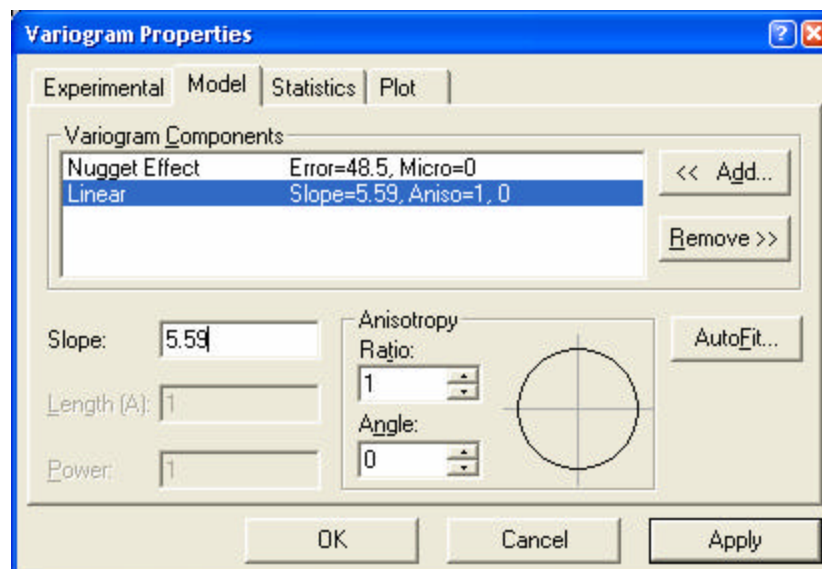 Variogram Properties
Experimental Model Statistics Plot
Variogram Components
Nugget Effect Error=48.5, Micro=0
Linear Slope=5.59, Aniso=1, 0
<< Add...
Remove >>
Slope: 5.59
Length (A): 1
Power: 1
Anisotropy
Ratio:
1
Angle:
0
AutoFit...
OK Cancel Apply